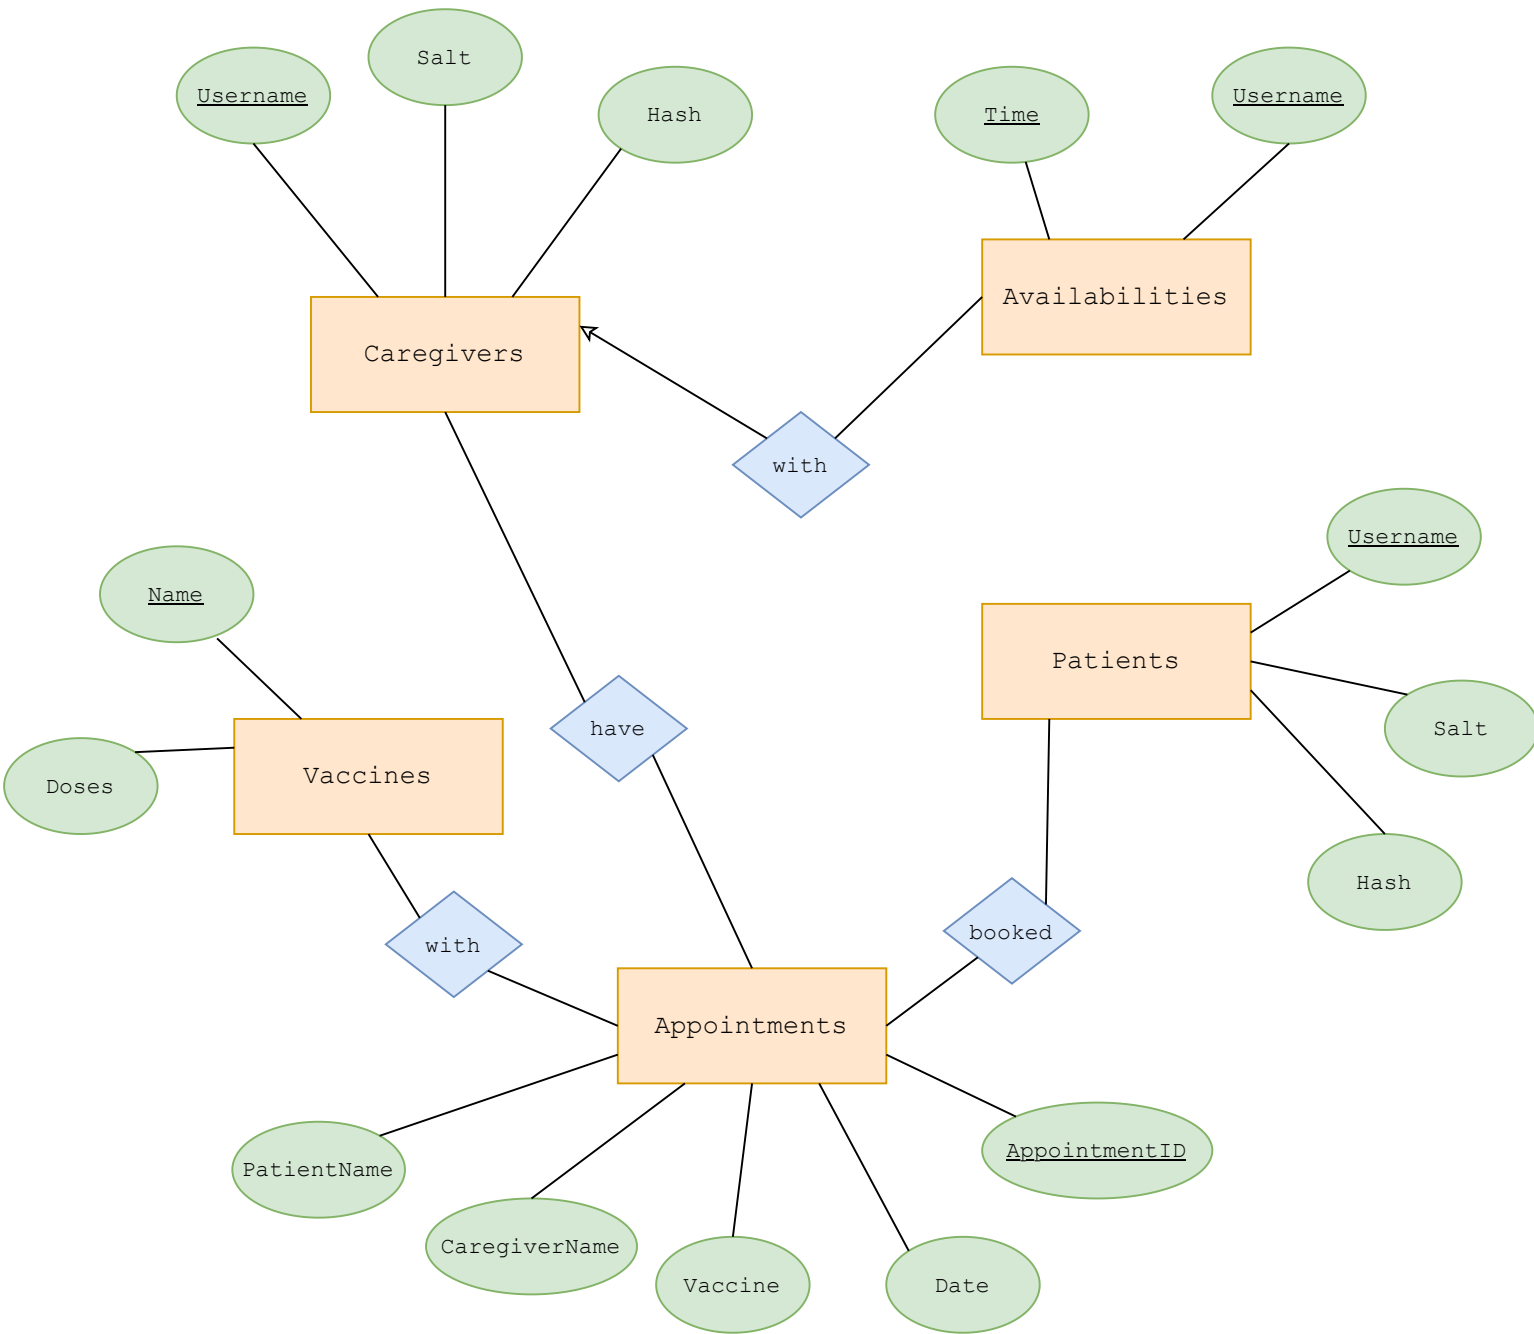 Salt
Username
Hash
Time
Username
Caregivers
Availabilities
with
Username
Name
Patients
have
Salt
Vaccines
Doses
Hash
with
booked
Appointments
AppointmentID
PatientName
CaregiverName
Vaccine
Date